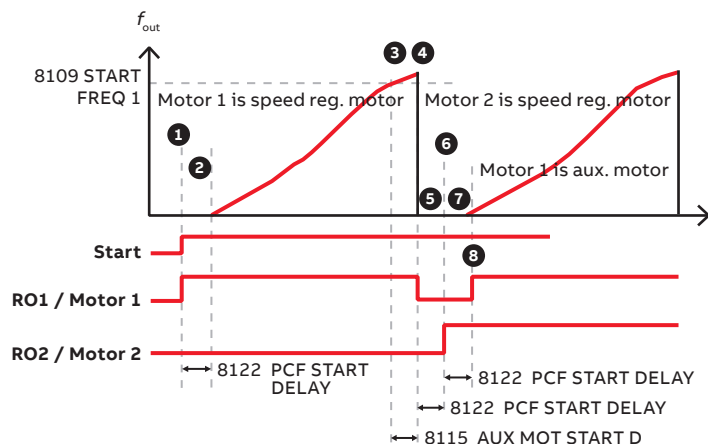 f_out
8109 START
FREQ 1
3 4
Motor 1 is speed reg. motor
Motor 2 is speed reg. motor
1
2
6
Motor 1 is aux. motor
5 7
Start
8
RO1 / Motor 1
RO2 / Motor 2
8122 PCF START
DELAY
8122 PCF START DELAY
8122 PCF START DELAY
8115 AUX MOT START D